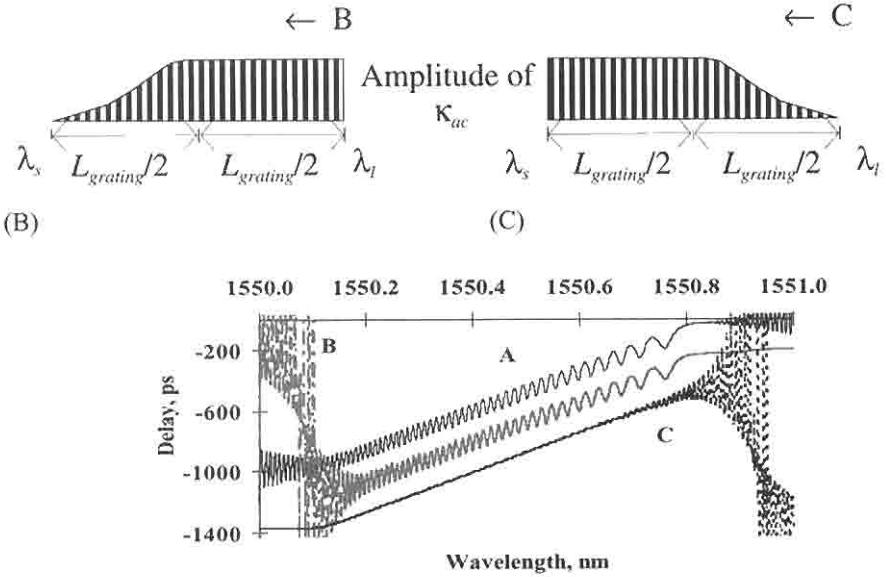 ← B
← C
Amplitude of
κac
λs Lgrating/2 Lgrating/2 λl
λs Lgrating/2 Lgrating/2 λl
(B)
(C)
1550.0 1550.2 1550.4 1550.6 1550.8 1551.0
B
A
C
-200
-600
-1000
-1400
Delay, ps
Wavelength, nm